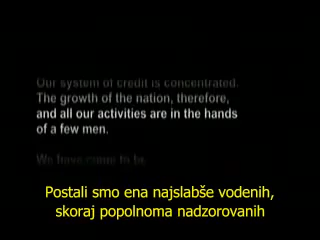 Our system of credit is concentrated.
The growth of the nation, therefore,
and all our activities are in the hands
of a few men.
We have come to be
Postali smo ena najslabše vodenih,
skoraj popolnoma nadzorovanih